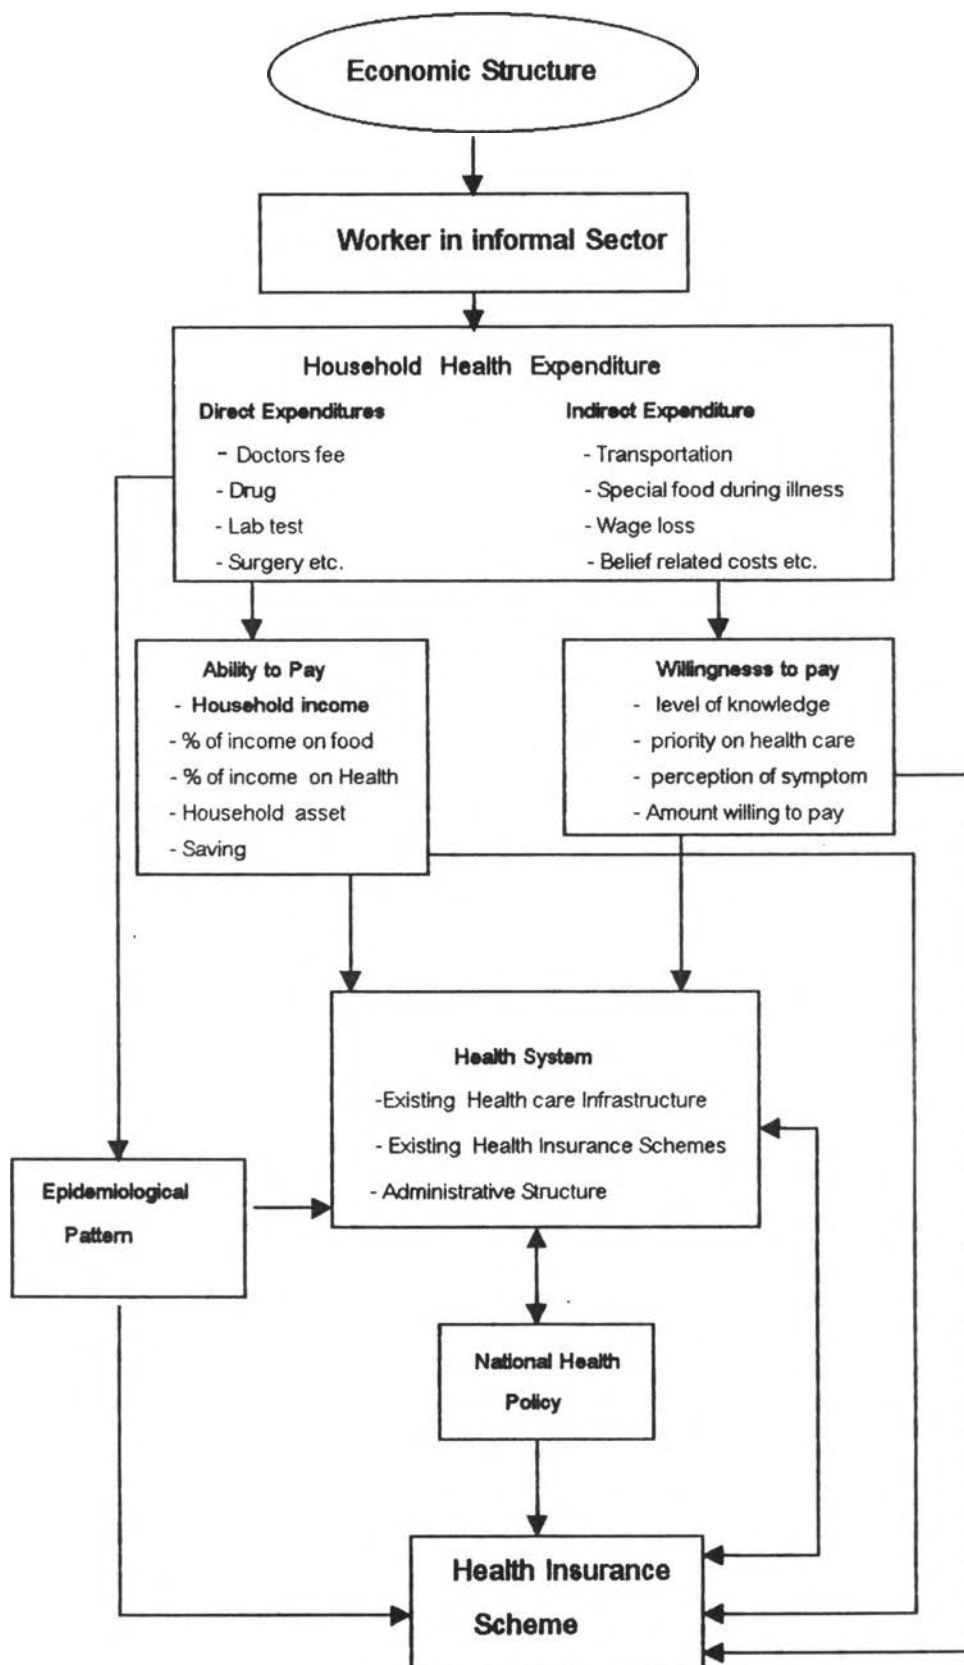 Economic Structure
Worker in informal Sector
Household Health Expenditure
Direct Expenditures
- Doctors fee
- Drug
- Lab test
- Surgery etc.
Indirect Expenditure
- Transportation
- Special food during illness
- Wage loss
- Belief related costs etc.
Ability to Pay
- Household income
- % of income on food
- % of income on Health
- Household asset
- Saving
Willingnesss to pay
- level of knowledge
- priority on health care
- perception of symptom
- Amount willing to pay
Health System
-Existing Health care Infrastructure
- Existing Health Insurance Schemes
- Administrative Structure
Epidemiological
Pattern
National Health
Policy
Health Insurance
Scheme